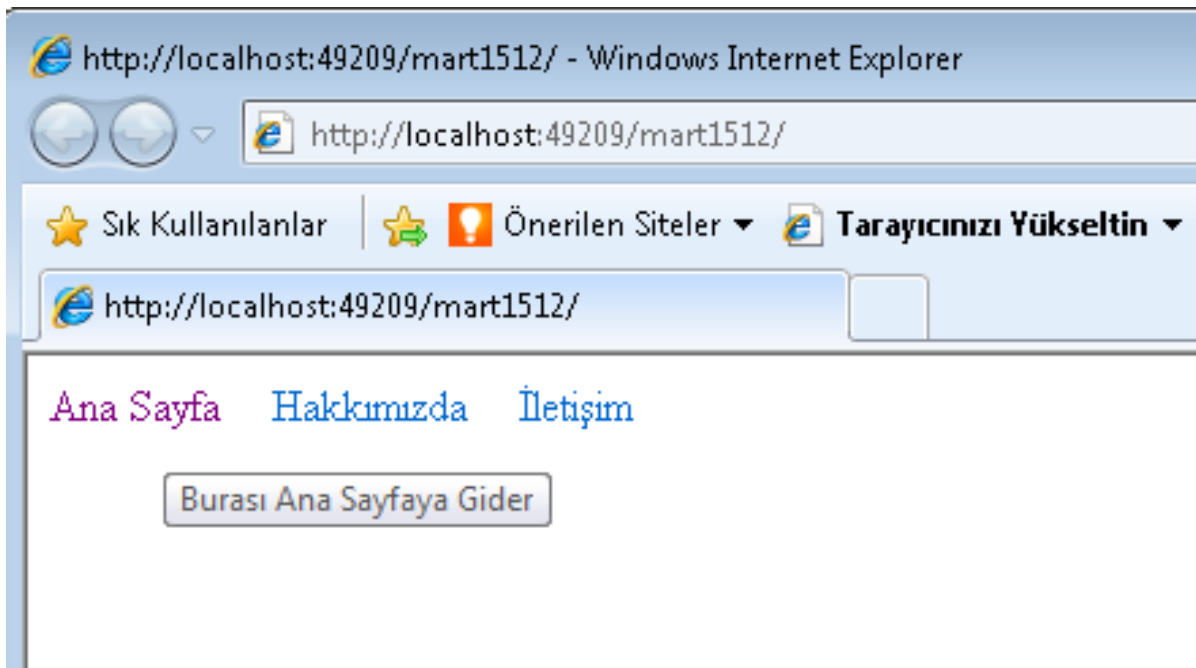 http://localhost:49209/mart1512/ - Windows Internet Explorer
http://localhost:49209/mart1512/
Sık Kullanılanlar Önerilen Siteler Tarayıcınızı Yükseltin
http://localhost:49209/mart1512/
Ana Sayfa Hakkımızda İletişim
Burası Ana Sayfaya Gider